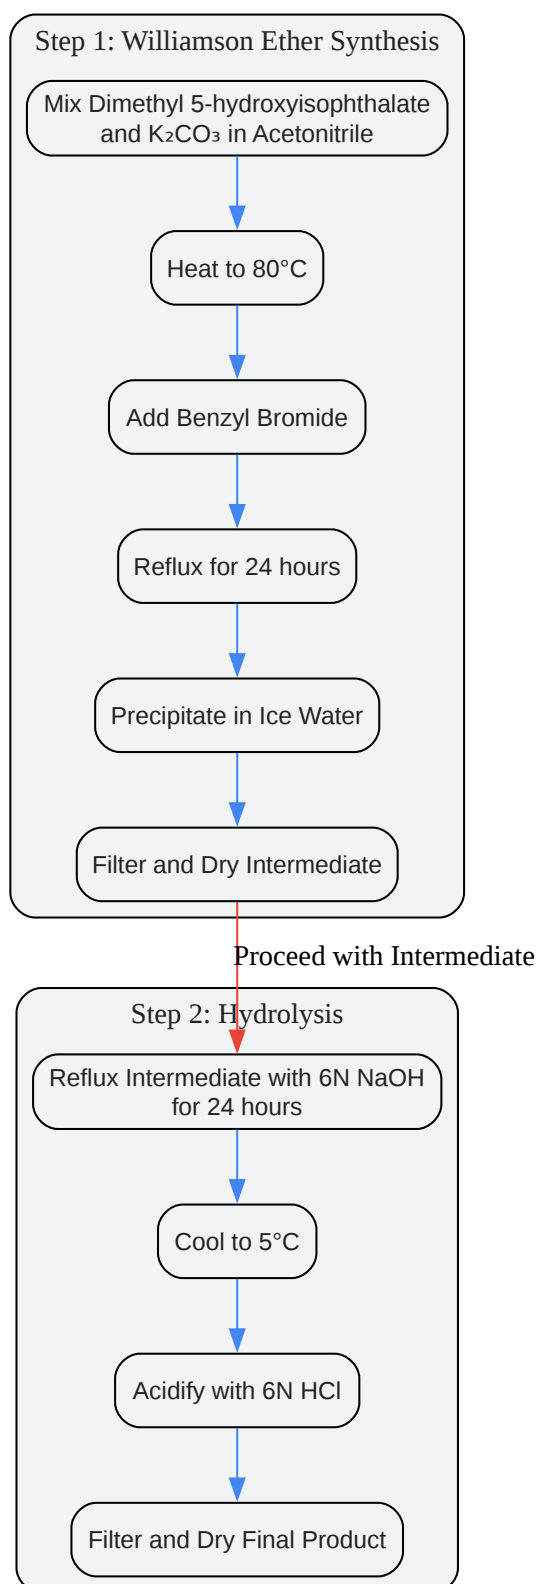 Step 1: Williamson Ether Synthesis
Mix Dimethyl 5-hydroxyisophthalate
and K₂CO₃ in Acetonitrile
Heat to 80°C
Add Benzyl Bromide
Reflux for 24 hours
Precipitate in Ice Water
Filter and Dry Intermediate
Proceed with Intermediate
Step 2: Hydrolysis
Reflux Intermediate with 6N NaOH
for 24 hours
Cool to 5°C
Acidify with 6N HCl
Filter and Dry Final Product